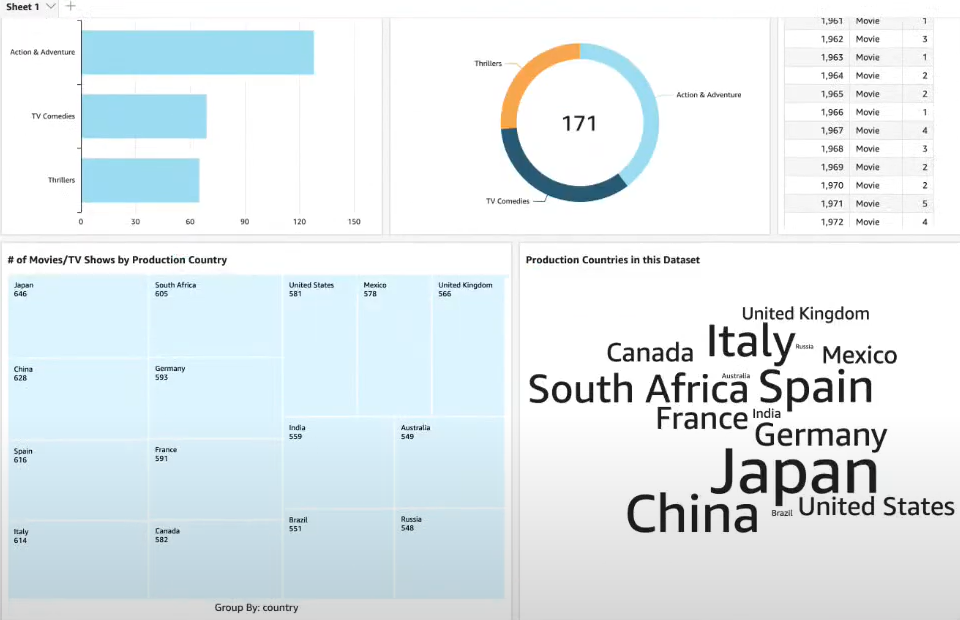 Sheet 1
Action & Adventure
TV Comedies
Thrillers
0 30 60 90 120 150
Thrillers
Action & Adventure
171
TV Comedies
1,961 Movie 1
1,962 Movie 3
1,963 Movie 1
1,964 Movie 2
1,965 Movie 2
1,966 Movie 1
1,967 Movie 4
1,968 Movie 3
1,969 Movie 2
1,970 Movie 2
1,971 Movie 5
1,972 Movie 4
# of Movies/TV Shows by Production Country
Japan
646
South Africa
605
United States
581
Mexico
578
United Kingdom
566
China
628
Germany
593
India
559
Australia
549
Spain
616
France
591
Brazil
551
Russia
548
Italy
614
Canada
582
Group By: country
Production Countries in this Dataset
United Kingdom
Canada Italy Russia Mexico
South Africa Australia Spain
France India
Germany
Japan
China Brazil United States